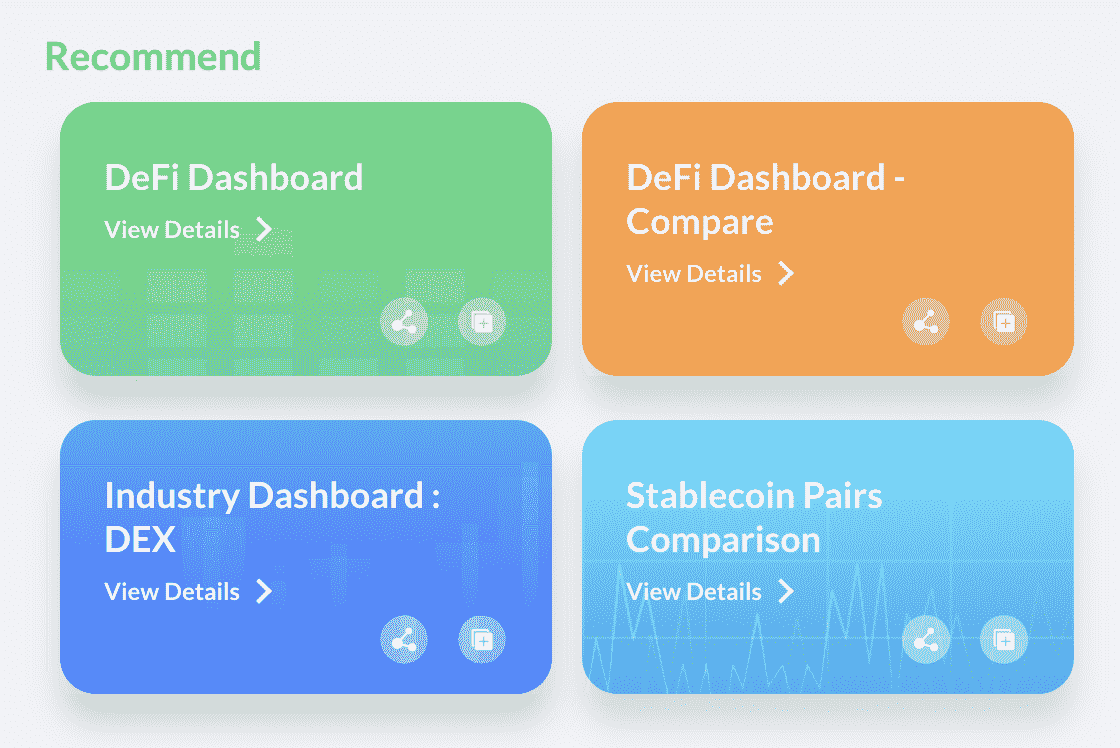 Recommend
DeFi Dashboard
View Details
DeFi Dashboard -
Compare
View Details
Industry Dashboard :
DEX
View Details
Stablecoin Pairs
Comparison
View Details